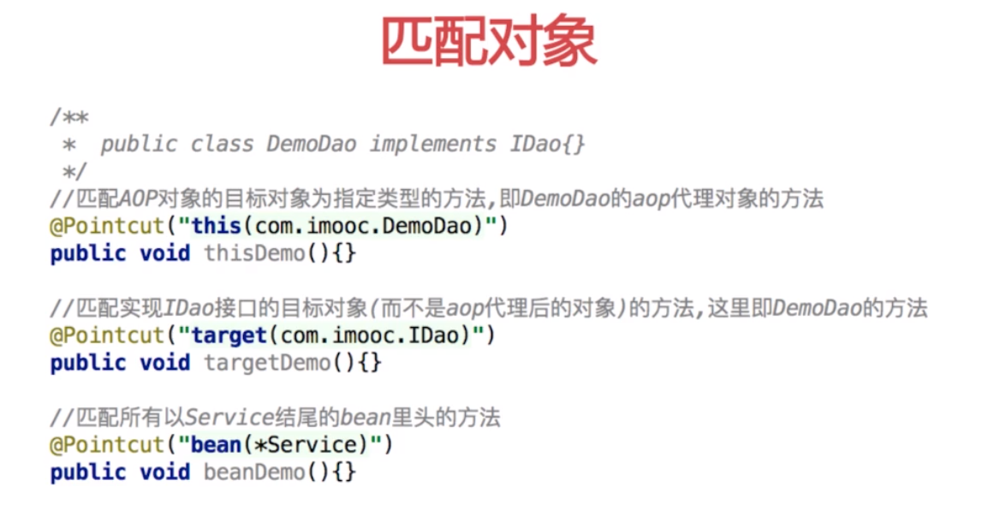 匹配对象
/**
 *  public class DemoDao implements IDao{}
 */
//匹配AOP对象的目标对象为指定类型的方法,即DemoDao的aop代理对象的方法
@Pointcut("this(com.imooc.DemoDao)")
public void thisDemo(){}
//匹配实现IDao接口的目标对象(而不是aop代理后的对象)的方法,这里即DemoDao的方法
@Pointcut("target(com.imooc.IDao)")
public void targetDemo(){}
//匹配所有以Service结尾的bean里头的方法
@Pointcut("bean(*Service)")
public void beanDemo(){}